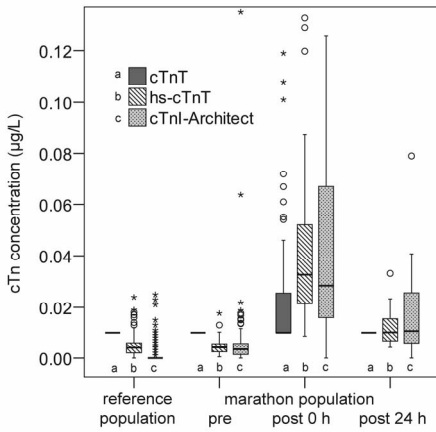 cTn concentration (µg/L)
0.12
0.10
0.08
0.06
0.04
0.02
0.00
a cTnT
b hs-cTnT
c cTnI-Architect
a b c a b c a b c a b c
reference population
marathon population
pre post 0 h post 24 h